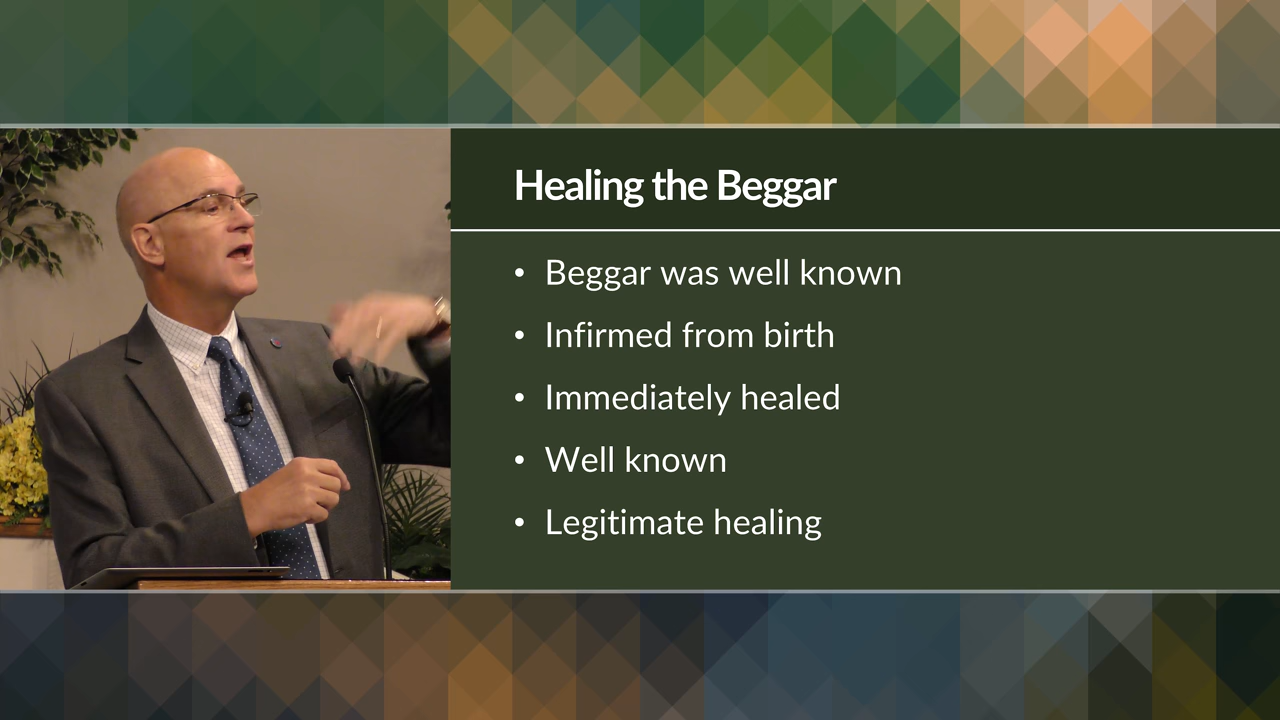 Healing the Beggar
• Beggar was well known
• Infirmed from birth
• Immediately healed
• Well known
• Legitimate healing